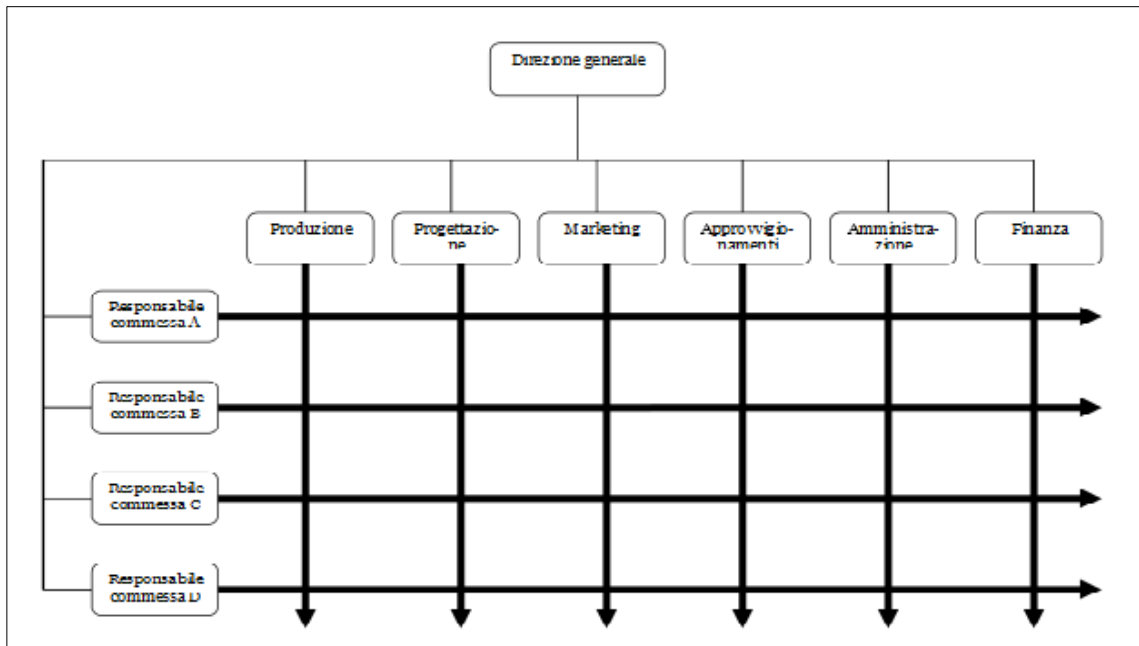 Direzione generale
Produzione
Progettazio-
ne
Marketing
Approvvigio-
namenti
Amministra-
zione
Finanza
Responsabile
commessa A
Responsabile
commessa B
Responsabile
commessa C
Responsabile
commessa D